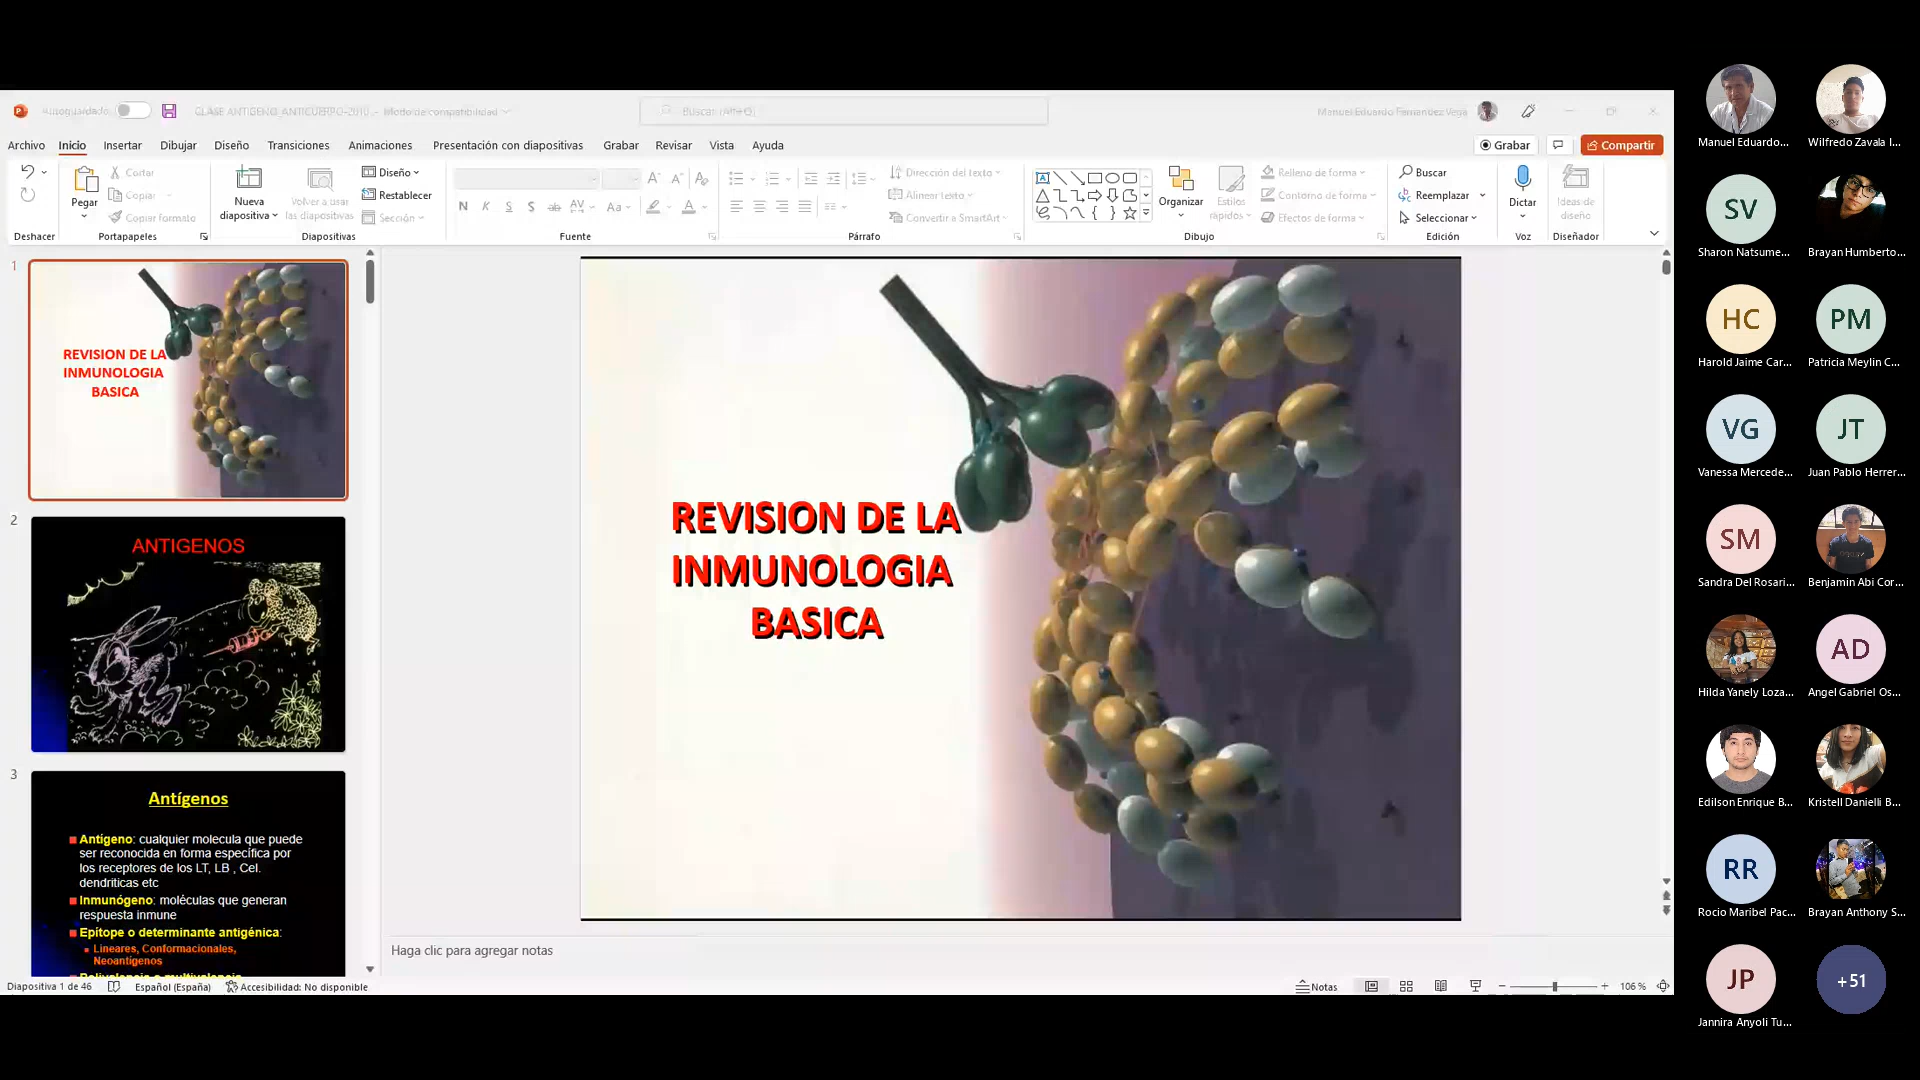 Autoguardado
CLASE ANTIGENO_ANTICUERPO-2010 - Modo de compatibilidad
Buscar (Alt+Q)
Manuel Eduardo Fernandez Vega
Archivo Inicio Insertar Dibujar Diseño Transiciones Animaciones Presentación con diapositivas Grabar Revisar Vista Ayuda
Grabar
Compartir
Pegar
Cortar
Copiar
Copiar formato
Nueva diapositiva
Volver a usar las diapositivas
Diseño
Restablecer
Sección
N K S S ab AV Aa A
Dirección del texto
Alinear texto
Convertir a SmartArt
Organizar
Estilos rápidos
Relleno de forma
Contorno de forma
Efectos de forma
Buscar
Reemplazar
Seleccionar
Dictar
Ideas de diseño
Deshacer Portapapeles Diapositivas Fuente Párrafo Dibujo Edición Voz Diseñador
1
REVISION DE LA
INMUNOLOGIA
BASICA
2
ANTIGENOS
3
Antígenos
Antígeno: cualquier molecula que puede
ser reconocida en forma específica por
los receptores de los LT, LB , Cel.
dendriticas etc
Inmunógeno: moléculas que generan
respuesta inmune
Epítope o determinante antigénica:
Lineares, Conformacionales,
Neoantígenos
REVISION DE LA
INMUNOLOGIA
BASICA
Haga clic para agregar notas
Diapositiva 1 de 46 Español (España) Accesibilidad: No disponible
Notas
106 %
Manuel Eduardo...
Wilfredo Zavala I...
SV
Sharon Natsume...
Brayan Humberto...
HC
Harold Jaime Car...
PM
Patricia Meylin C...
VG
Vanessa Mercede...
JT
Juan Pablo Herrer...
SM
Sandra Del Rosari...
Benjamin Abi Cor...
Hilda Yanely Loza...
AD
Angel Gabriel Os...
Edilson Enrique B...
Kristell Danielli B...
RR
Rocio Maribel Pac...
Brayan Anthony S...
JP
Jannira Anyoli Tu...
+51